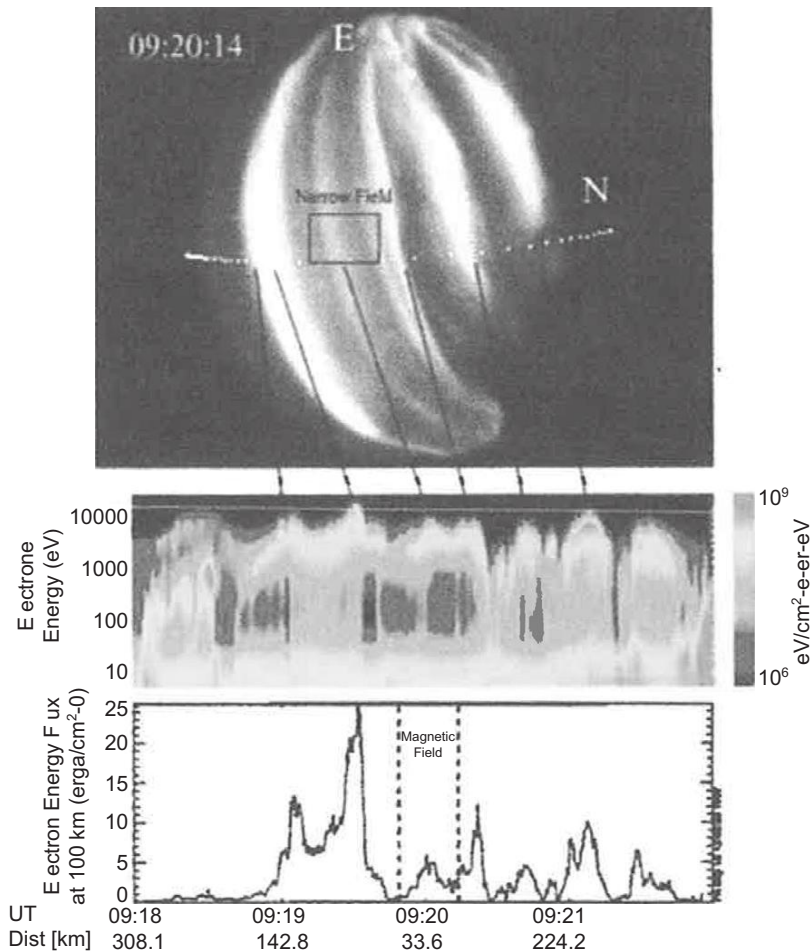 09:20:14
E
N
Narrow Field
10000
1000
100
10
E ectrone
Energy (eV)
10⁹
10⁶
eV/cm²-e-er-eV
25
20
15
10
5
0
E ectron Energy F ux
at 100 km (erga/cm²-0)
Magnetic
Field
UT 09:18 09:19 09:20 09:21
Dist [km] 308.1 142.8 33.6 224.2